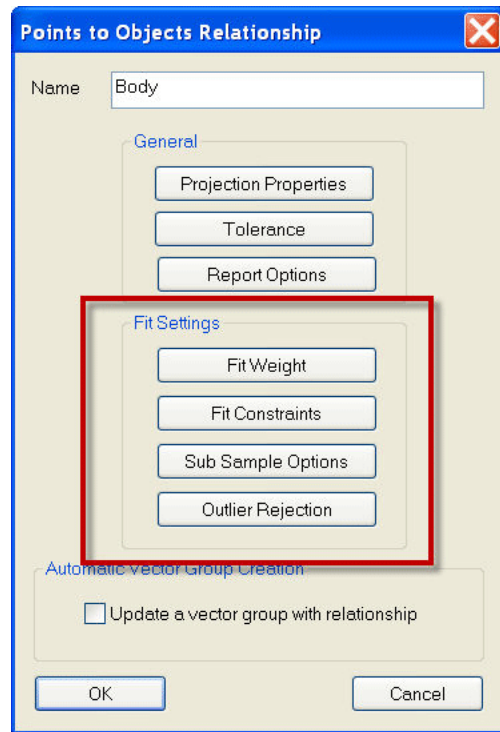 Points to Objects Relationship
Name Body
General
Projection Properties
Tolerance
Report Options
Fit Settings
Fit Weight
Fit Constraints
Sub Sample Options
Outlier Rejection
Automatic Vector Group Creation
Update a vector group with relationship
OK Cancel